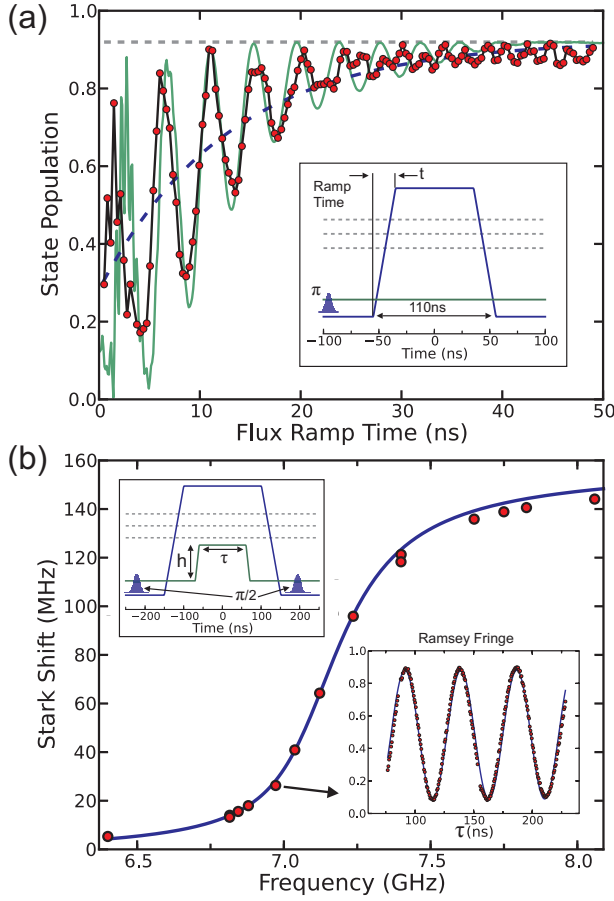 (a)
State Population
1.0
0.8
0.6
0.4
0.2
0.0
0
10
20
30
40
50
Flux Ramp Time (ns)
Ramp
Time
t
π
110ns
-100
-50
0
50
100
Time (ns)
(b)
Stark Shift (MHz)
160
140
120
100
80
60
40
20
0
6.5
7.0
7.5
8.0
Frequency (GHz)
h
τ
π/2
-200
-100
0
100
200
Time (ns)
Ramsey Fringe
1.0
0.8
0.6
0.4
0.2
0.0
50
100
150
200
τ(ns)